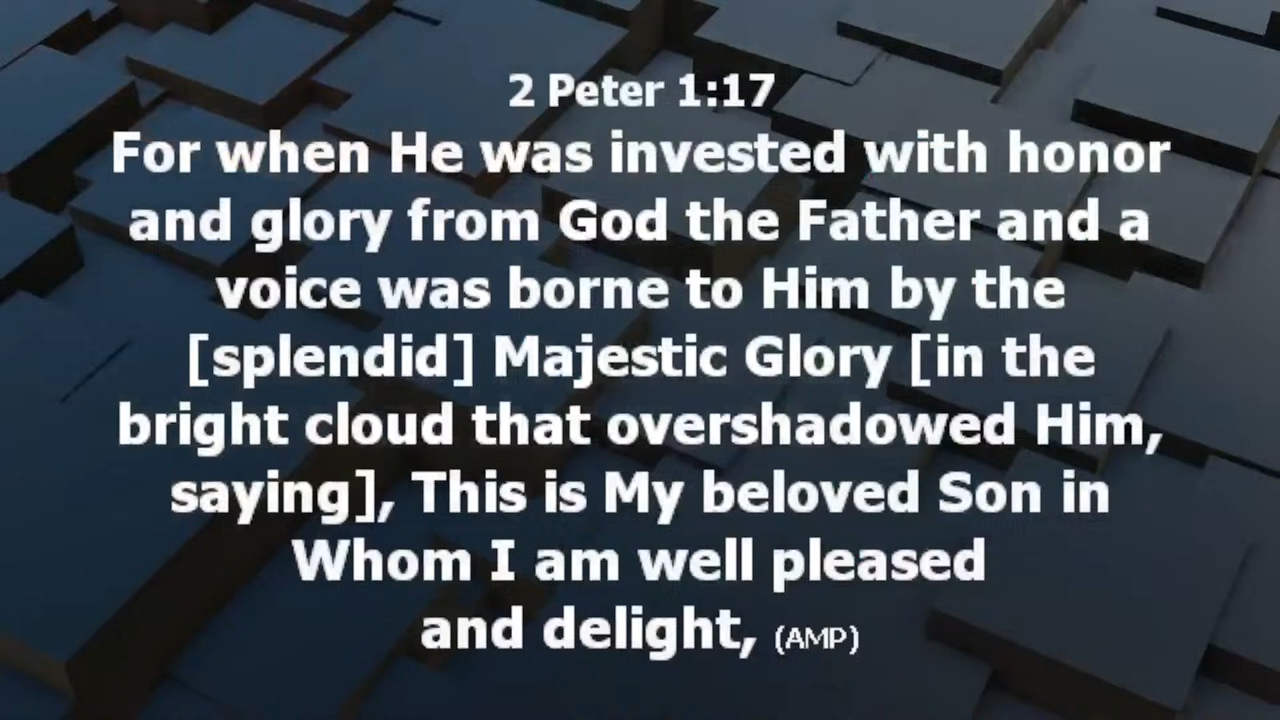 2 Peter 1:17
For when He was invested with honor
and glory from God the Father and a
voice was borne to Him by the
[splendid] Majestic Glory [in the
bright cloud that overshadowed Him,
saying], This is My beloved Son in
Whom I am well pleased
and delight, (AMP)